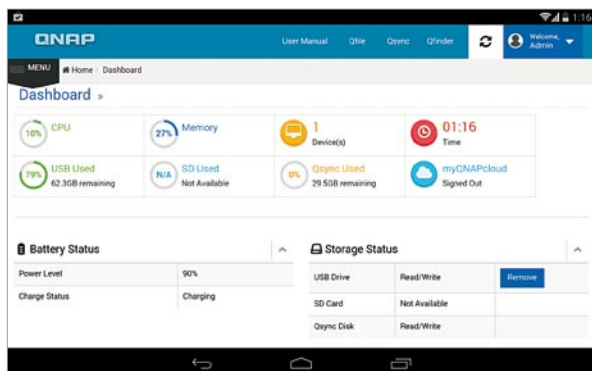 1:16
QNAP
User Manual Qfile Qsync Qfinder Welcome, Admin
MENU Home Dashboard
Dashboard »
10% CPU
27% Memory
1
Device(s)
01:16
Time
79% USB Used
62.3GB remaining
N/A SD Used
Not Available
0% Qsync Used
29.5GB remaining
myQNAPcloud
Signed Out
Battery Status
Power Level 90%
Charge Status Charging
Storage Status
USB Drive Read/Write Remove
SD Card Not Available
Qsync Disk Read/Write